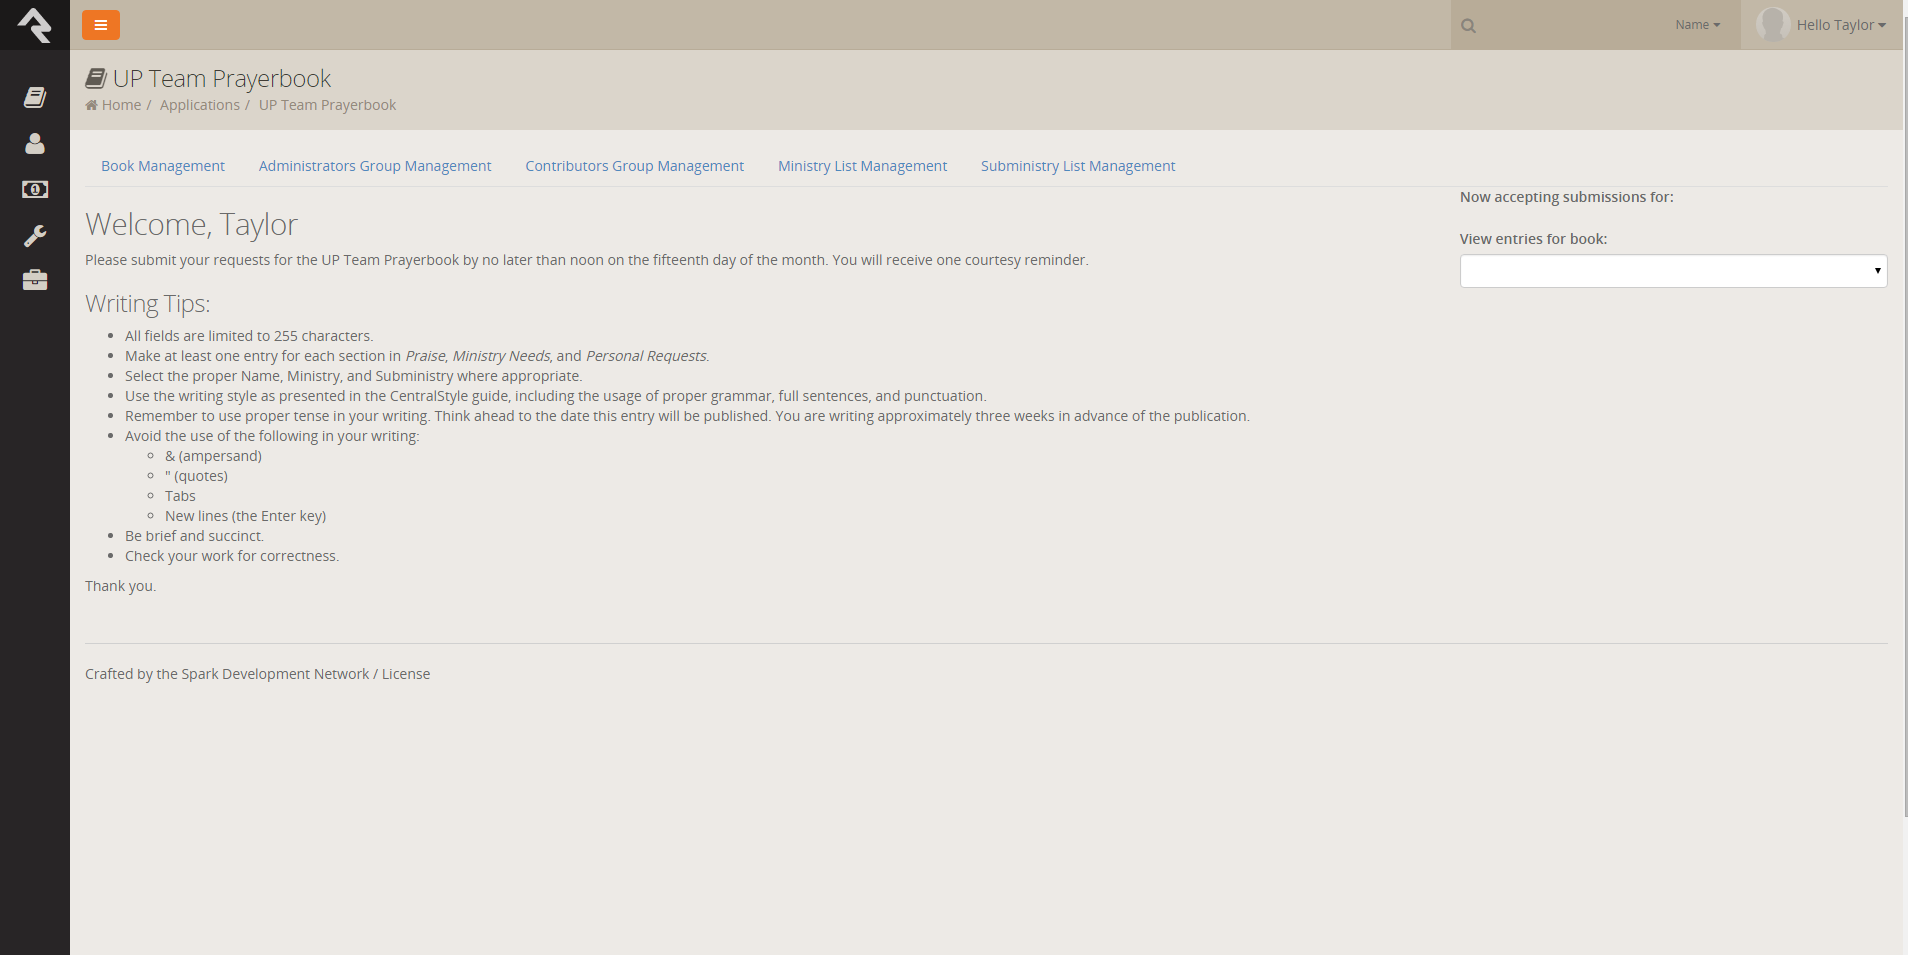 Name
Hello Taylor
UP Team Prayerbook
Home / Applications / UP Team Prayerbook
Book Management Administrators Group Management Contributors Group Management Ministry List Management Subministry List Management
Now accepting submissions for:
View entries for book:
Welcome, Taylor
Please submit your requests for the UP Team Prayerbook by no later than noon on the fifteenth day of the month. You will receive one courtesy reminder.
Writing Tips:
All fields are limited to 255 characters.
Make at least one entry for each section in Praise, Ministry Needs, and Personal Requests.
Select the proper Name, Ministry, and Subministry where appropriate.
Use the writing style as presented in the CentralStyle guide, including the usage of proper grammar, full sentences, and punctuation.
Remember to use proper tense in your writing. Think ahead to the date this entry will be published. You are writing approximately three weeks in advance of the publication.
Avoid the use of the following in your writing:
& (ampersand)
" (quotes)
Tabs
New lines (the Enter key)
Be brief and succinct.
Check your work for correctness.
Thank you.
Crafted by the Spark Development Network / License